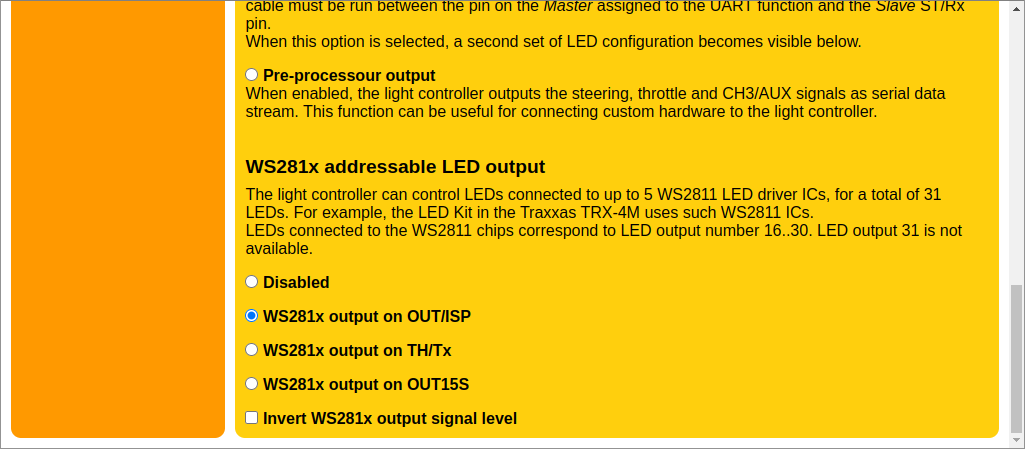 cable must be run between the pin on the Master assigned to the UART function and the Slave ST/Rx
pin.
When this option is selected, a second set of LED configuration becomes visible below.
Pre-processour output
When enabled, the light controller outputs the steering, throttle and CH3/AUX signals as serial data
stream. This function can be useful for connecting custom hardware to the light controller.
WS281x addressable LED output
The light controller can control LEDs connected to up to 5 WS2811 LED driver ICs, for a total of 31
LEDs. For example, the LED Kit in the Traxxas TRX-4M uses such WS2811 ICs.
LEDs connected to the WS2811 chips correspond to LED output number 16..30. LED output 31 is not
available.
Disabled
WS281x output on OUT/ISP
WS281x output on TH/Tx
WS281x output on OUT15S
Invert WS281x output signal level